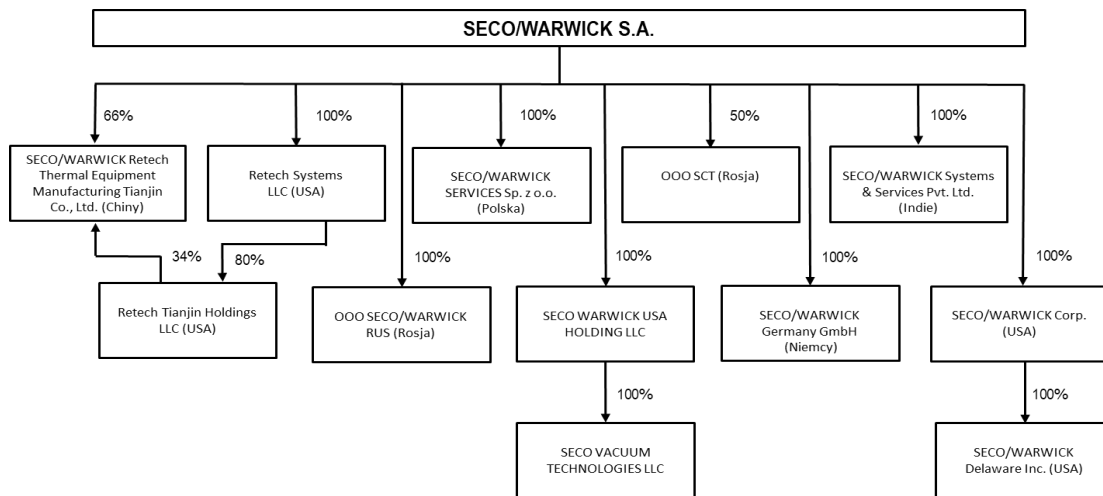 SECO/WARWICK S.A.
66%
100%
100%
50%
100%
SECO/WARWICK Retech
Thermal Equipment
Manufacturing Tianjin
Co., Ltd. (Chiny)
Retech Systems
LLC (USA)
SECO/WARWICK
SERVICES Sp. z o.o.
(Polska)
OOO SCT (Rosja)
SECO/WARWICK Systems
& Services Pvt. Ltd.
(Indie)
34%
80%
100%
100%
100%
100%
Retech Tianjin Holdings
LLC (USA)
OOO SECO/WARWICK
RUS (Rosja)
SECO WARWICK USA
HOLDING LLC
SECO/WARWICK
Germany GmbH
(Niemcy)
SECO/WARWICK Corp.
(USA)
100%
100%
SECO VACUUM
TECHNOLOGIES LLC
SECO/WARWICK
Delaware Inc. (USA)